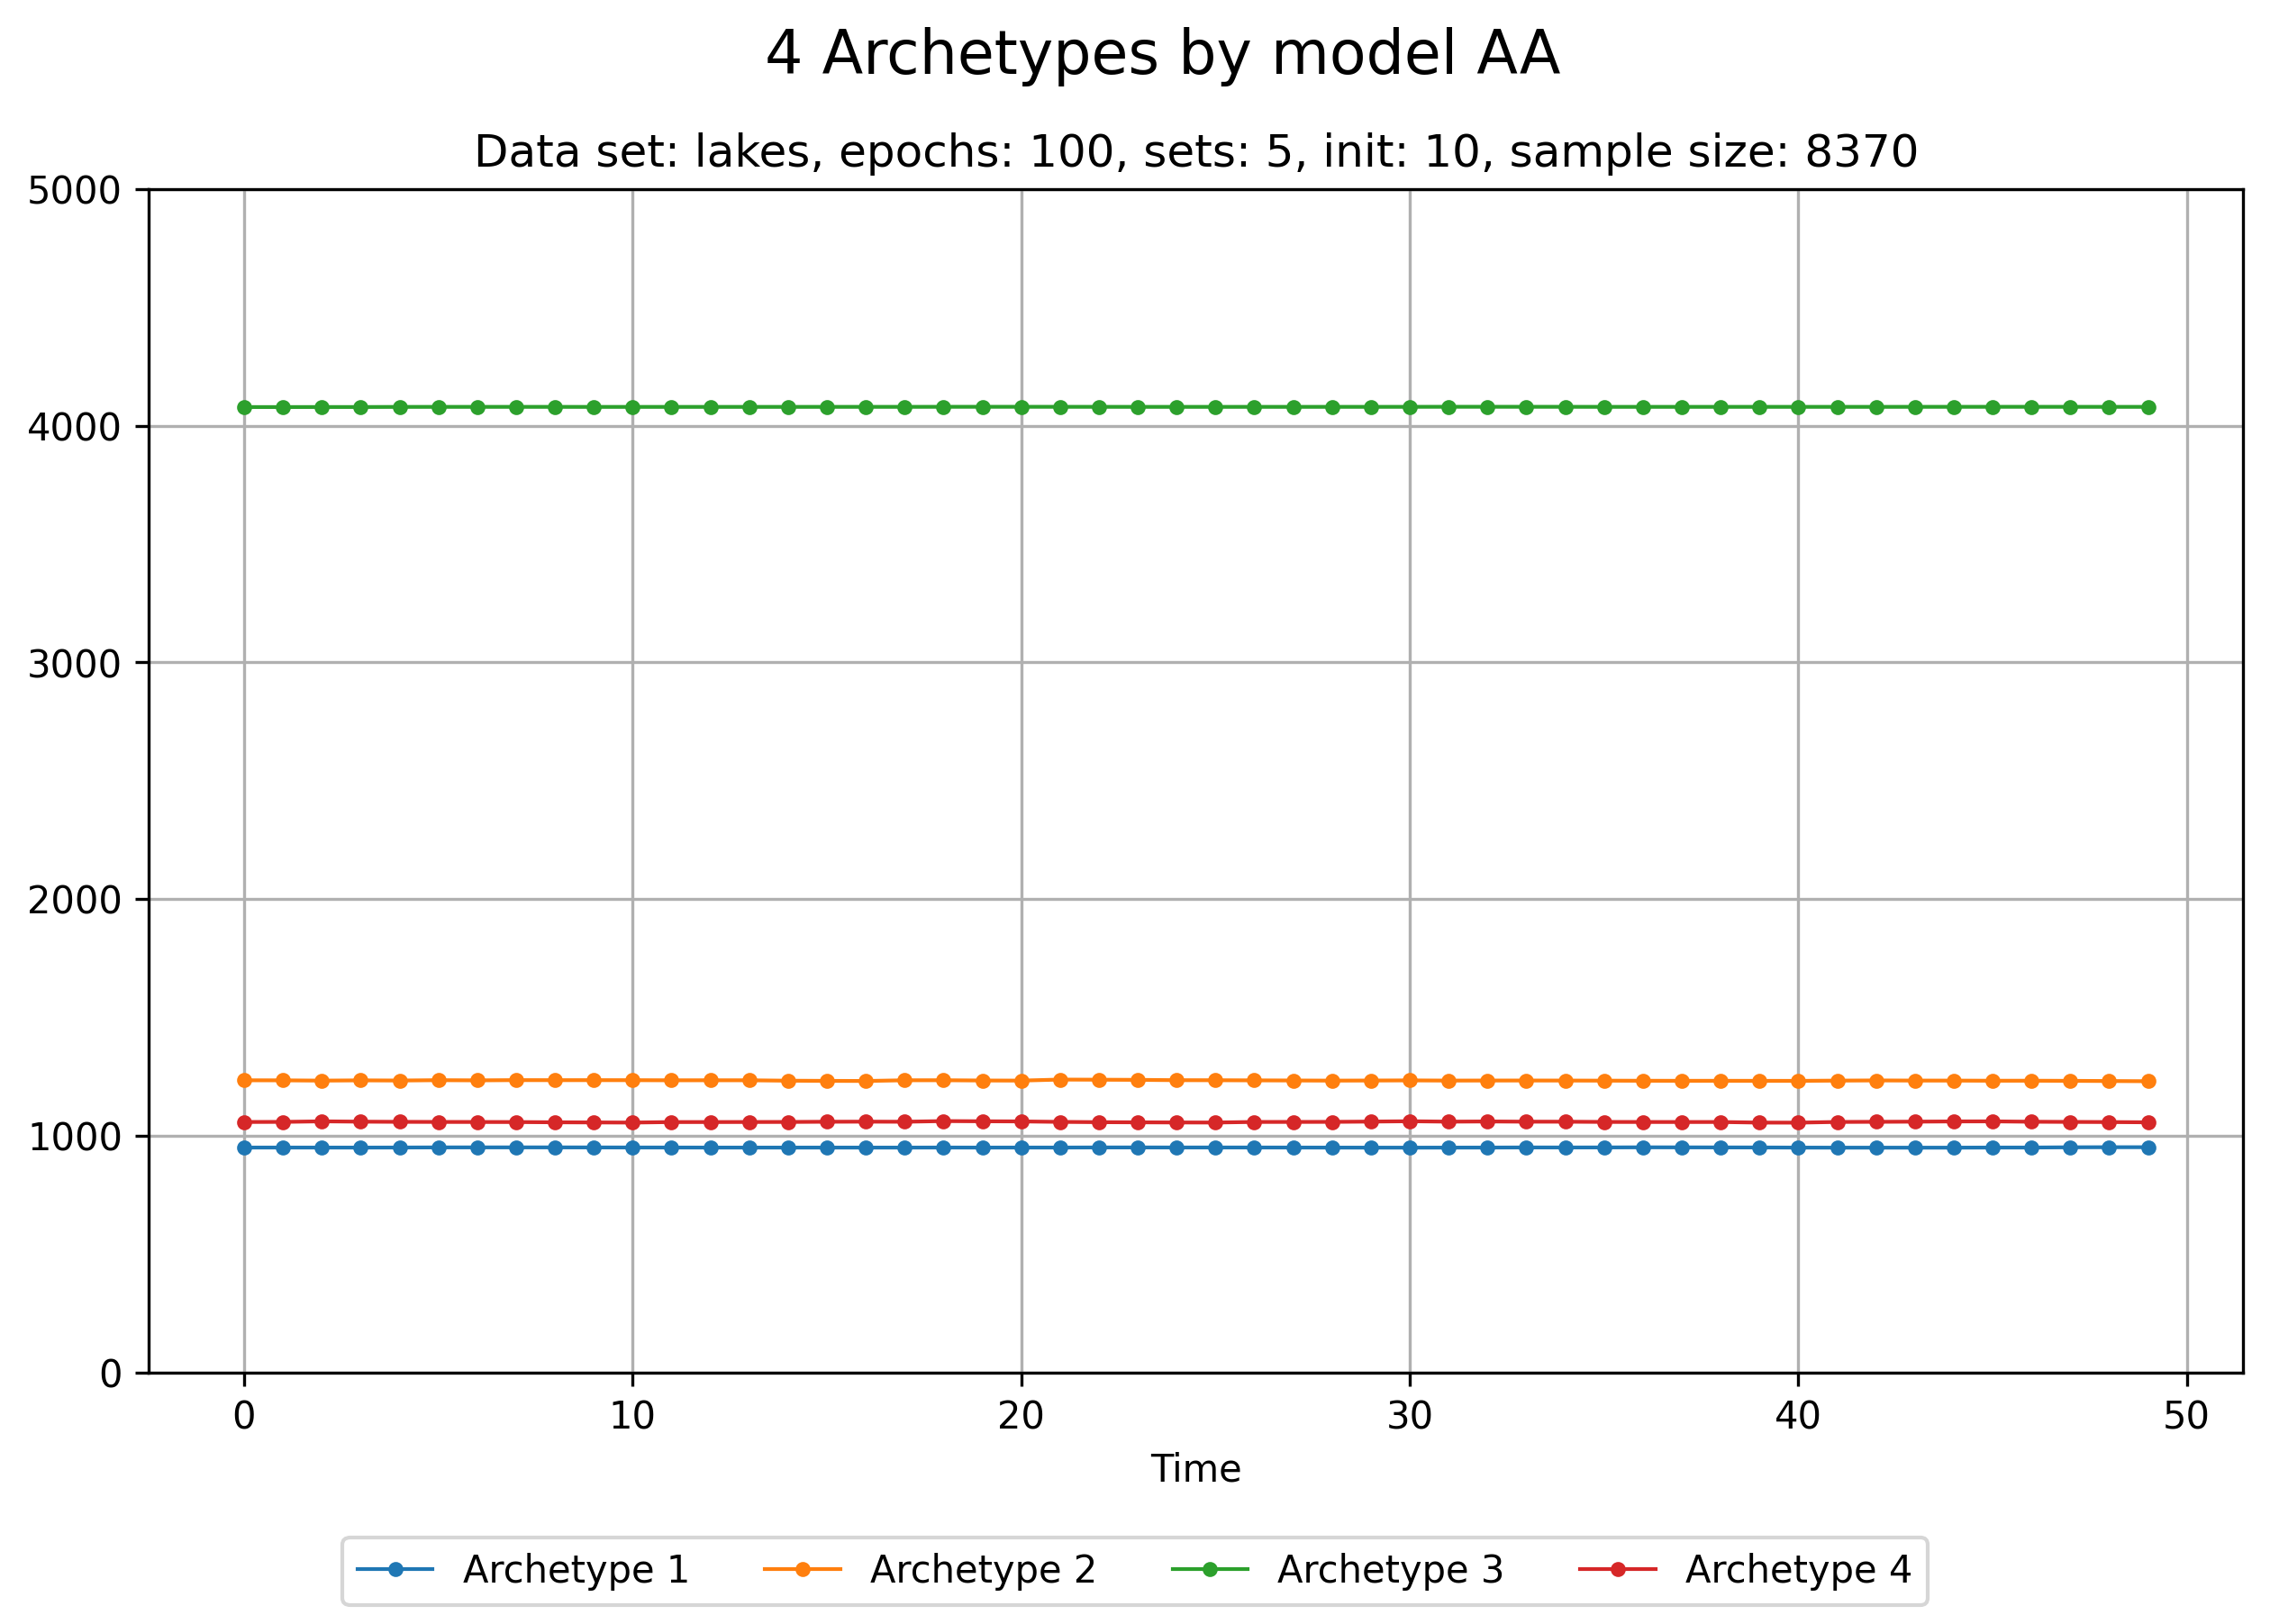 4 Archetypes by model AA
Data set: lakes, epochs: 100, sets: 5, init: 10, sample size: 8370
5000
4000
3000
2000
1000
0
0 10 20 30 40 50
Time
Archetype 1 Archetype 2 Archetype 3 Archetype 4